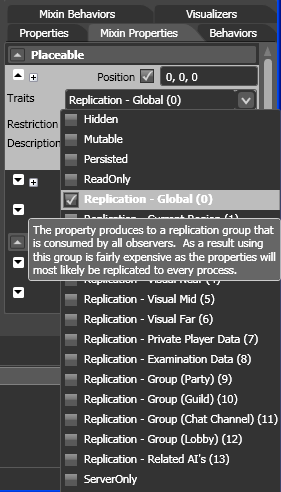 Mixin Behaviors Visualizers
Properties Mixin Properties Behaviors
Placeable
Position 0, 0, 0
Traits Replication - Global (0)
Hidden
Restriction
Mutable
Description
Persisted
ReadOnly
Replication - Global (0)
Replication - Current Region (1)
The property produces to a replication group that
is consumed by all observers. As a result using
this group is fairly expensive as the properties will
most likely be replicated to every process.
Replication - Visual Near (4)
Replication - Visual Mid (5)
Replication - Visual Far (6)
Replication - Private Player Data (7)
Replication - Examination Data (8)
Replication - Group (Party) (9)
Replication - Group (Guild) (10)
Replication - Group (Chat Channel) (11)
Replication - Group (Lobby) (12)
Replication - Related AI's (13)
ServerOnly